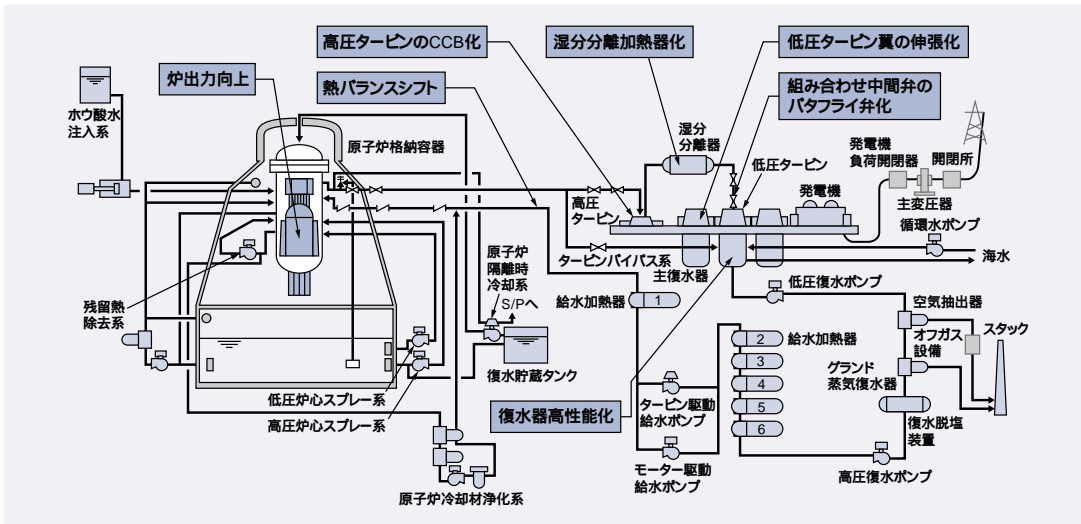 高圧タービンのCCB化
湿分分離加熱器化
低圧タービン翼の伸張化
炉出力向上
熱バランスシフト
組み合わせ中間弁の
バタフライ弁化
ホウ酸水
注入系
原子炉格納容器
湿分
分離器
低圧タービン
発電機
負荷開閉器
開閉所
高圧
タービン
発電機
主変圧器
循環水ポンプ
タービンバイパス系
海水
主復水器
原子炉
隔離時
冷却系
S/Pへ
給水加熱器
1
低圧復水ポンプ
残留熱
除去系
空気抽出器
スタック
オフガス
設備
2
給水加熱器
3
4
5
6
復水貯蔵タンク
グランド
蒸気復水器
低圧炉心スプレー系
復水器高性能化
タービン駆動
給水ポンプ
高圧炉心スプレー系
復水脱塩
装置
モーター駆動
給水ポンプ
高圧復水ポンプ
原子炉冷却材浄化系